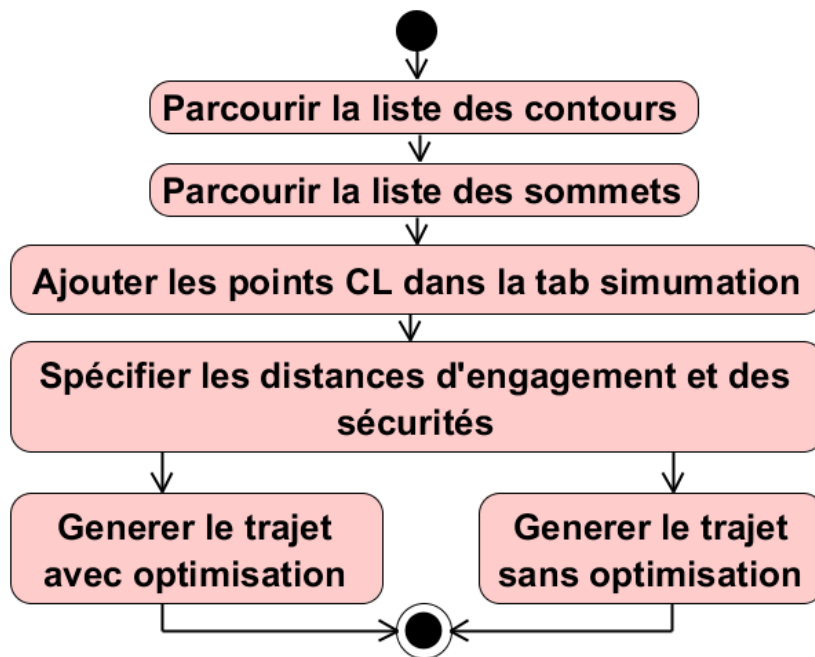 Parcourir la liste des contours
Parcourir la liste des sommets
Ajouter les points CL dans la tab simumation
Spécifier les distances d'engagement et des
sécurités
Generer le trajet
avec optimisation
Generer le trajet
sans optimisation